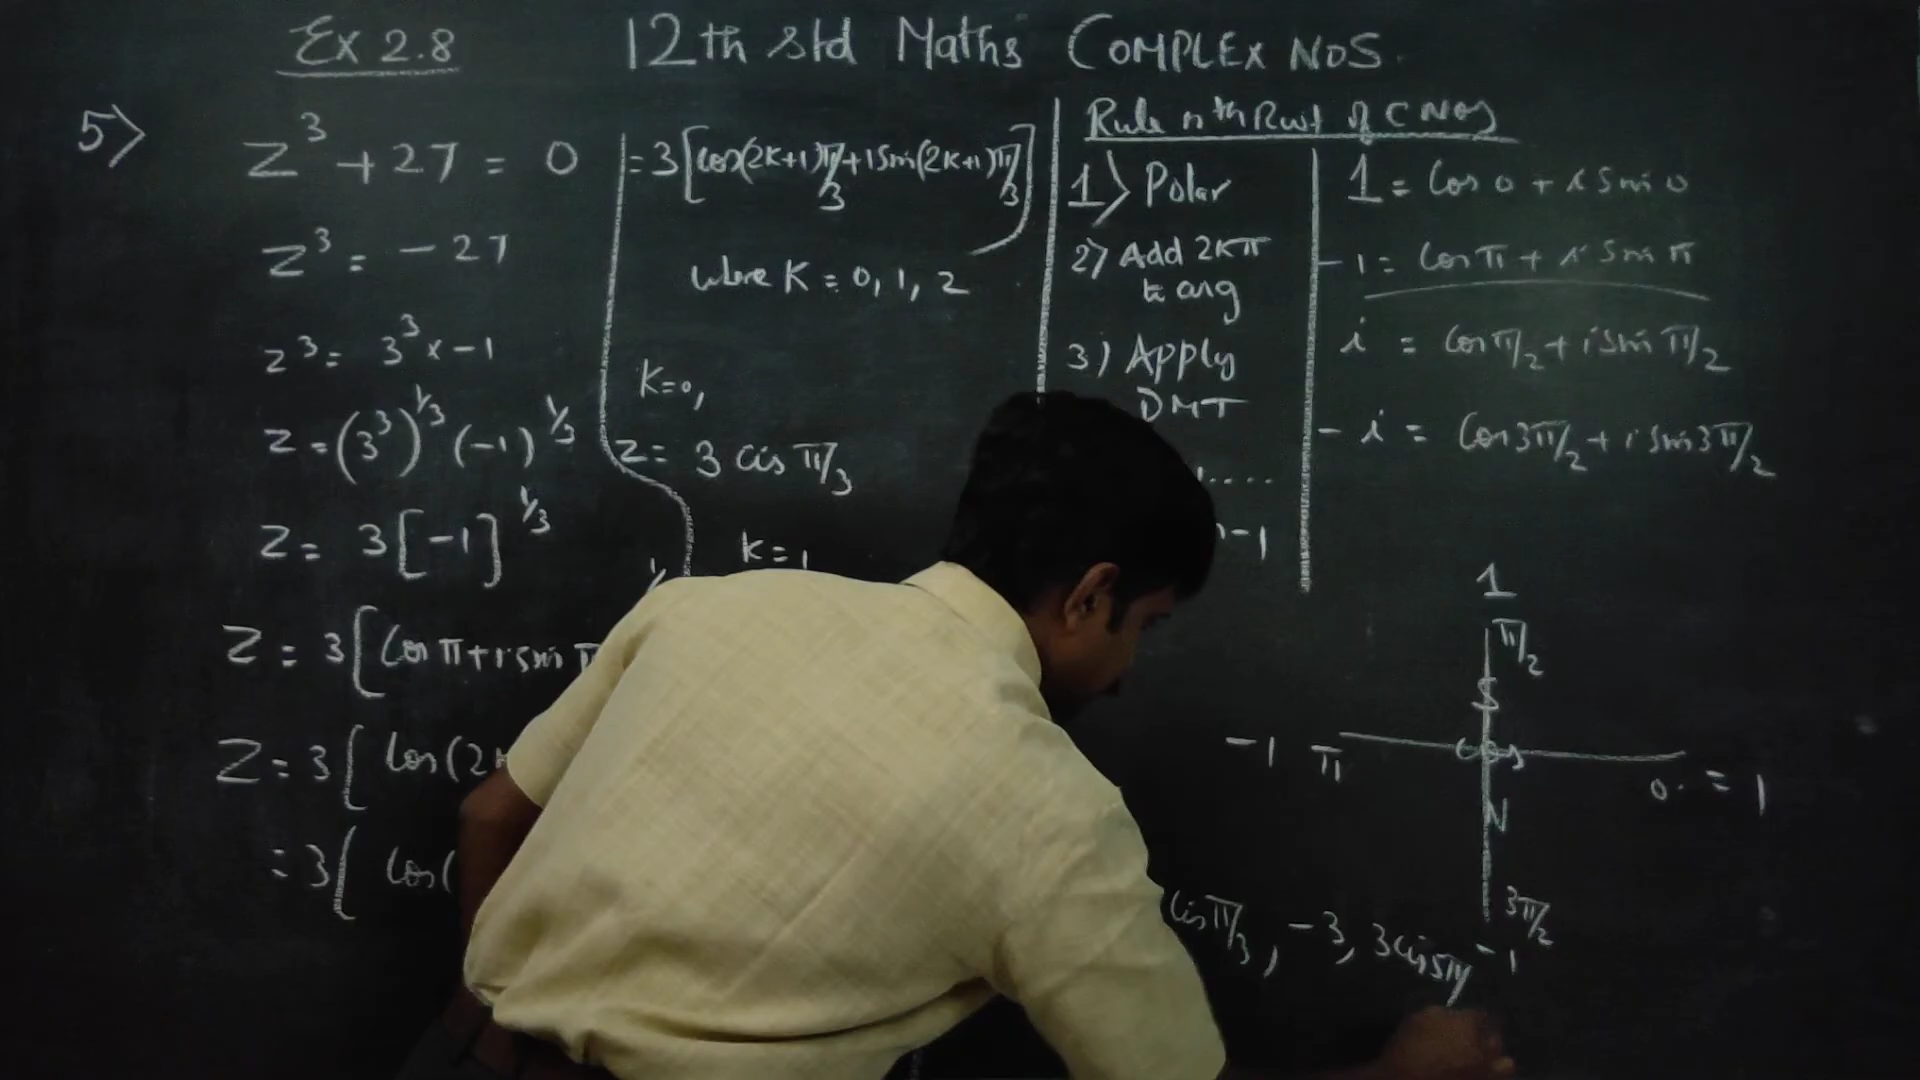 Ex 2.8 12th std Maths COMPLEX NOS.
5) z³ + 27 = 0
z³ = -27
z³ = 3³ × -1
z = (3³)^1/3 (-1)^1/3
z = 3[-1]^1/3
z = 3[cos π + i sin π
z = 3[cos(2k
= 3[cos(
= 3[cos(2k+1)π/3 + i sin(2k+1)π/3]
where k = 0, 1, 2
k=0,
z = 3 cis π/3
k=1
Rule nth Root of C NOS
1) Polar
2) Add 2kπ
to arg
3) Apply
DMT
....
-1
1 = cos 0 + i sin 0
-1 = cos π + i sin π
i = cos π/2 + i sin π/2
-i = cos 3π/2 + i sin 3π/2
1
π/2
S
-1 π cos 0 = 1
N
3π/2
-1
cis π/3, -3, 3cis 5π/